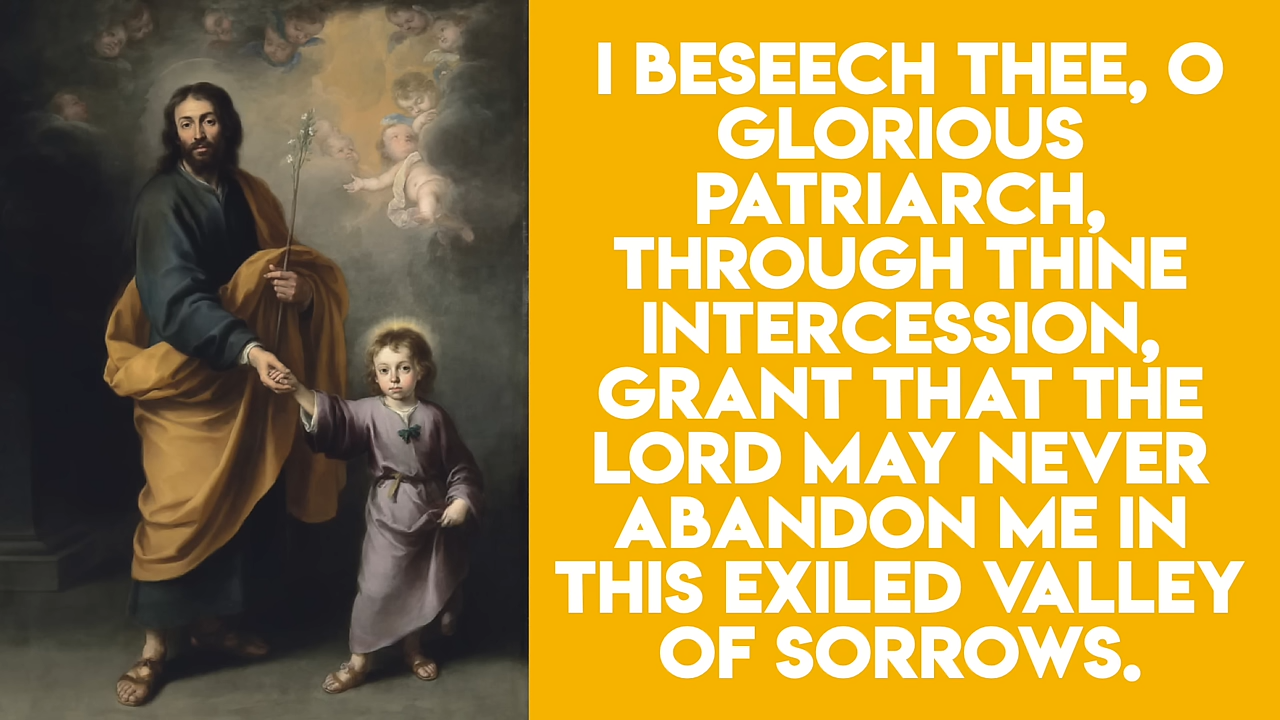 I BESEECH THEE, O
GLORIOUS
PATRIARCH,
THROUGH THINE
INTERCESSION,
GRANT THAT THE
LORD MAY NEVER
ABANDON ME IN
THIS EXILED VALLEY
OF SORROWS.